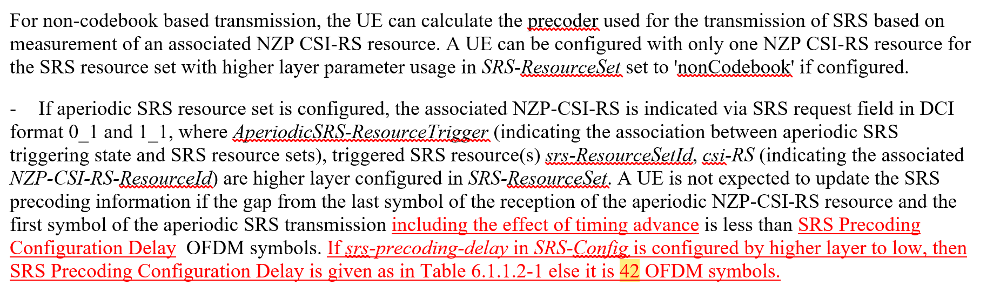 For non-codebook based transmission, the UE can calculate the precoder used for the transmission of SRS based on
measurement of an associated NZP CSI-RS resource. A UE can be configured with only one NZP CSI-RS resource for
the SRS resource set with higher layer parameter usage in SRS-ResourceSet set to 'nonCodebook' if configured.
- If aperiodic SRS resource set is configured, the associated NZP-CSI-RS is indicated via SRS request field in DCI
format 0_1 and 1_1, where AperiodicSRS-ResourceTrigger (indicating the association between aperiodic SRS
triggering state and SRS resource sets), triggered SRS resource(s) srs-ResourceSetId, csi-RS (indicating the associated
NZP-CSI-RS-ResourceId) are higher layer configured in SRS-ResourceSet. A UE is not expected to update the SRS
precoding information if the gap from the last symbol of the reception of the aperiodic NZP-CSI-RS resource and the
first symbol of the aperiodic SRS transmission including the effect of timing advance is less than SRS Precoding
Configuration Delay OFDM symbols. If srs-precoding-delay in SRS-Config is configured by higher layer to low, then
SRS Precoding Configuration Delay is given as in Table 6.1.1.2-1 else it is 42 OFDM symbols.